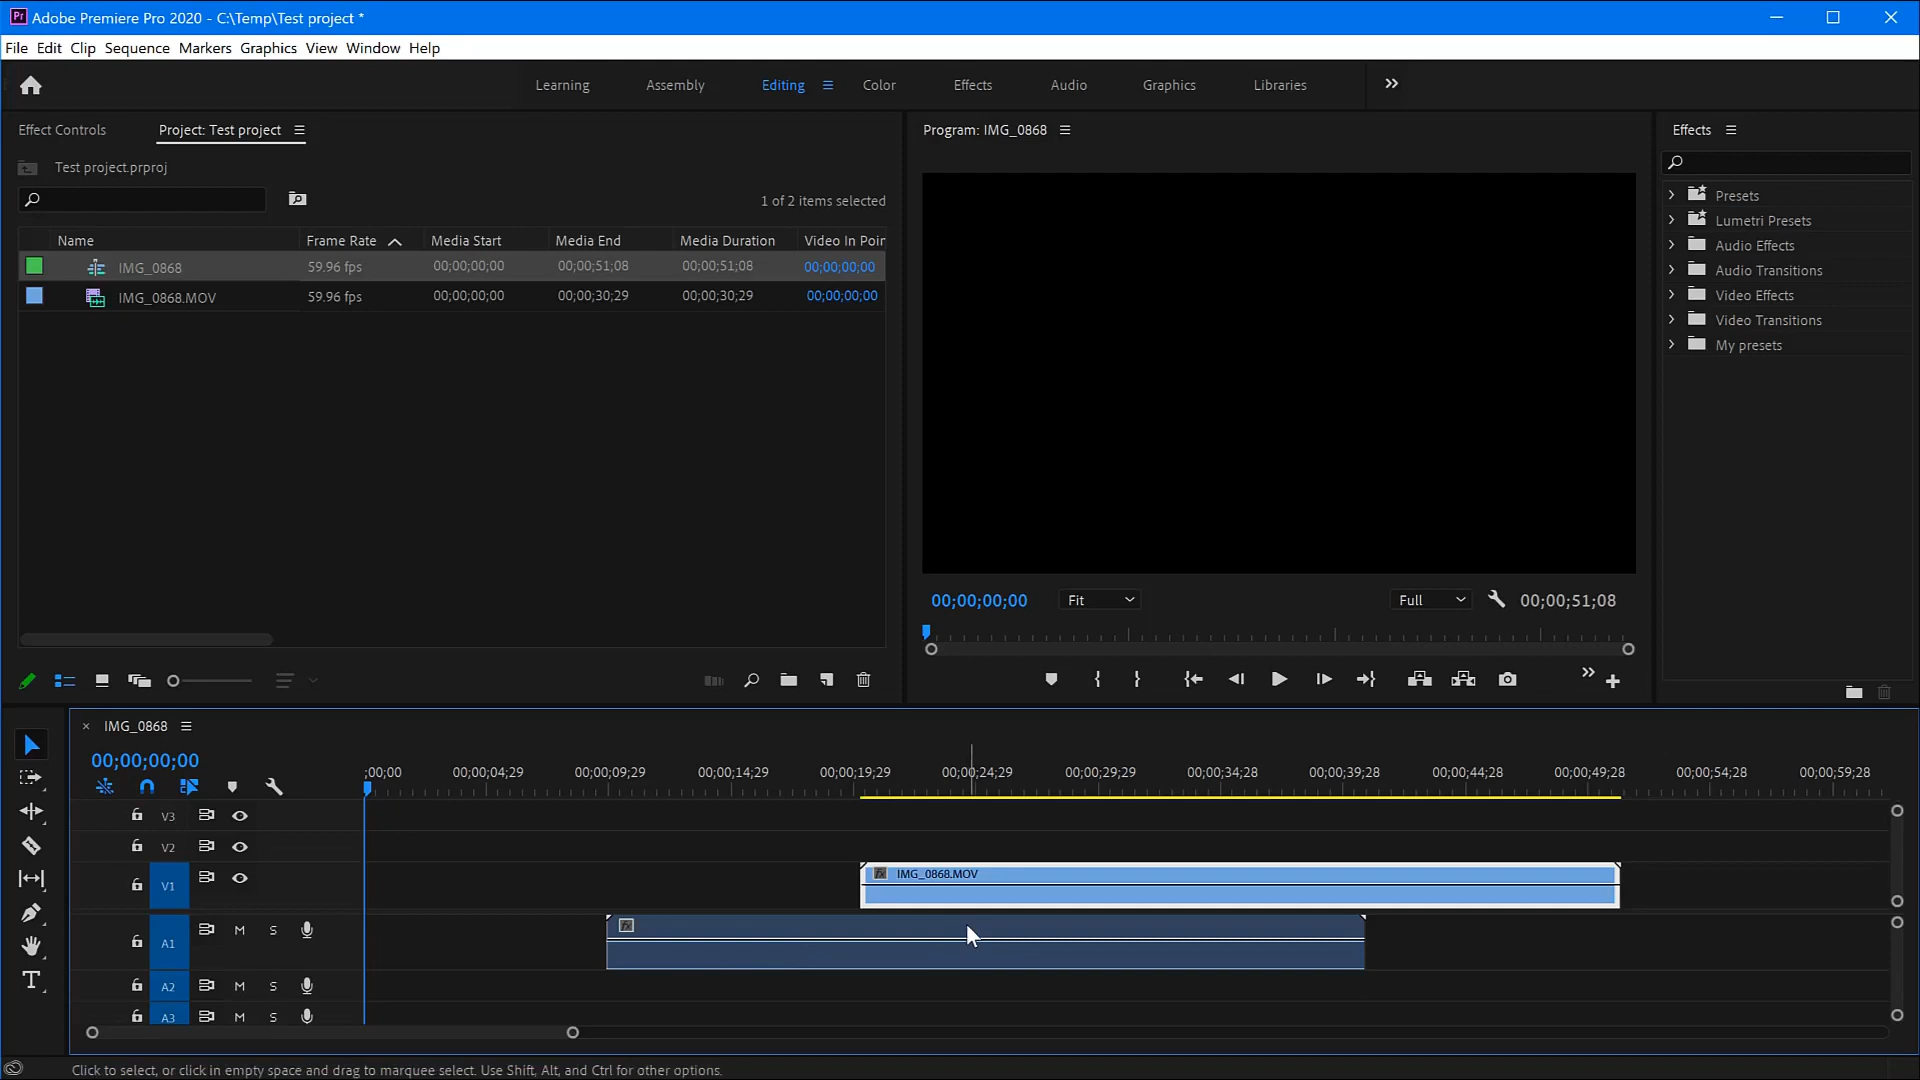 Pr Adobe Premiere Pro 2020 - C:\Temp\Test project *
File Edit Clip Sequence Markers Graphics View Window Help
Learning Assembly Editing Color Effects Audio Graphics Libraries
Effect Controls Project: Test project
Test project.prproj
1 of 2 items selected
Name Frame Rate Media Start Media End Media Duration Video In Poin
IMG_0868 59.96 fps 00;00;00;00 00;00;51;08 00;00;51;08 00;00;00;00
IMG_0868.MOV 59.96 fps 00;00;00;00 00;00;30;29 00;00;30;29 00;00;00;00
Program: IMG_0868
00;00;00;00 Fit Full 00;00;51;08
Effects
Presets
Lumetri Presets
Audio Effects
Audio Transitions
Video Effects
Video Transitions
My presets
IMG_0868
00;00;00;00
;00;00 00;00;04;29 00;00;09;29 00;00;14;29 00;00;19;29 00;00;24;29 00;00;29;29 00;00;34;28 00;00;39;28 00;00;44;28 00;00;49;28 00;00;54;28 00;00;59;28
V3
V2
V1 fx IMG_0868.MOV
A1 M S fx
A2 M S
A3 M S
Click to select, or click in empty space and drag to marquee select. Use Shift, Alt, and Ctrl for other options.